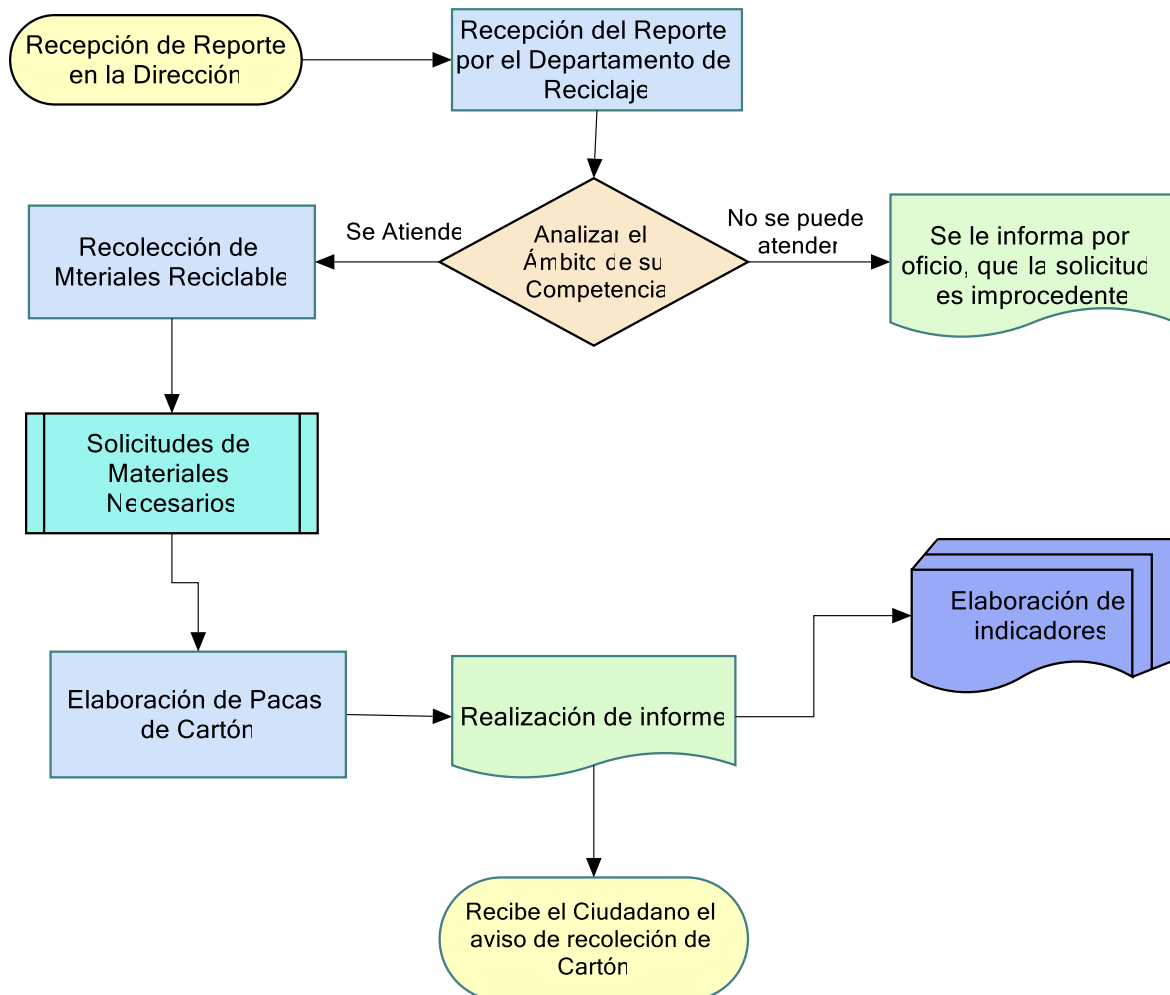 Recepción de Reporte
en la Dirección
Recepción del Reporte
por el Departamento de
Reciclaje
Analizar el
Ámbito de su
Competencia
Se Atiende
No se puede
atender
Se le informa por
oficio, que la solicitud
es improcedente
Recolección de
Mteriales Reciclable
Solicitudes de
Materiales
Necesarios
Elaboración de Pacas
de Cartón
Realización de informe
Elaboración de
indicadores
Recibe el Ciudadano el
aviso de recoleción de
Cartón